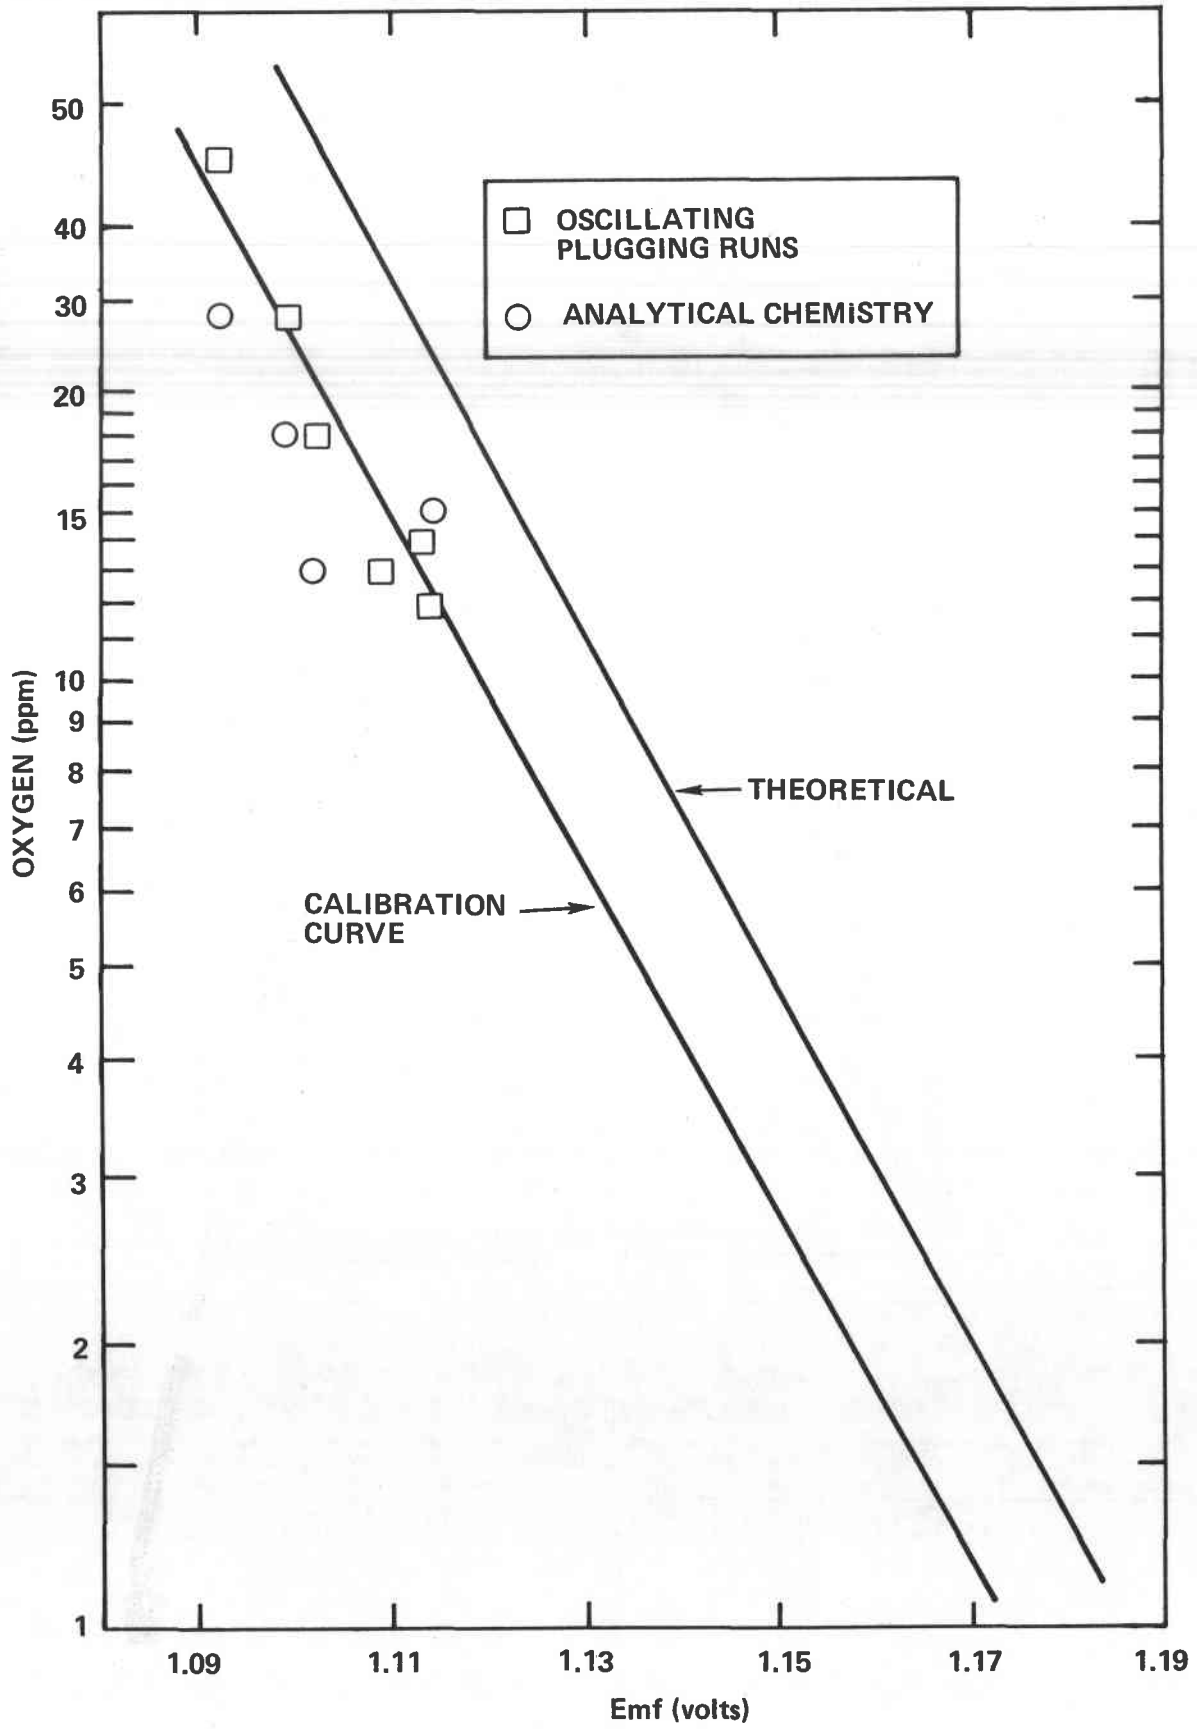 50
40
30
20
15
10
9
8
7
6
5
4
3
2
1
OXYGEN (ppm)
OSCILLATING
PLUGGING RUNS
ANALYTICAL CHEMiSTRY
THEORETICAL
CALIBRATION
CURVE
1.09
1.11
1.13
1.15
1.17
1.19
Emf (volts)